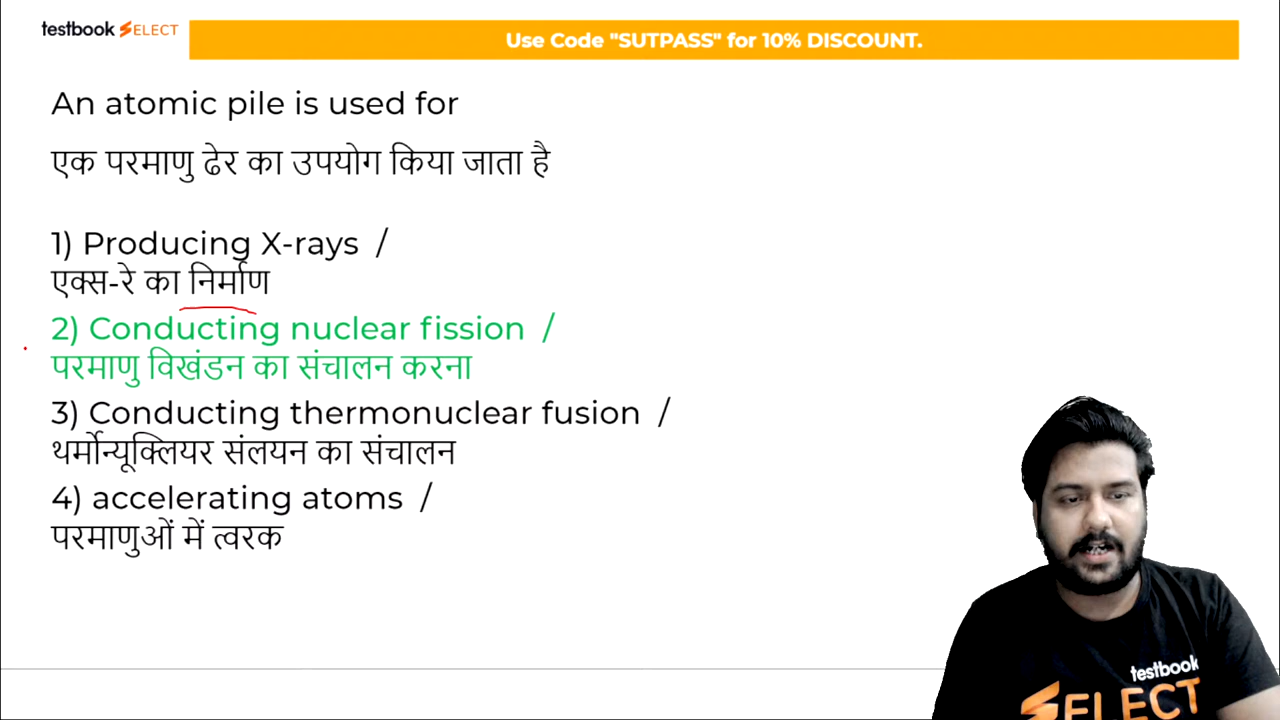 testbook SELECT
Use Code "SUTPASS" for 10% DISCOUNT.
An atomic pile is used for
एक परमाणु ढेर का उपयोग किया जाता है
1) Producing X-rays /
एक्स-रे का निर्माण
2) Conducting nuclear fission /
परमाणु विखंडन का संचालन करना
3) Conducting thermonuclear fusion /
थर्मोन्यूक्लियर संलयन का संचालन
4) accelerating atoms /
परमाणुओं में त्वरक
testbook
SELECT